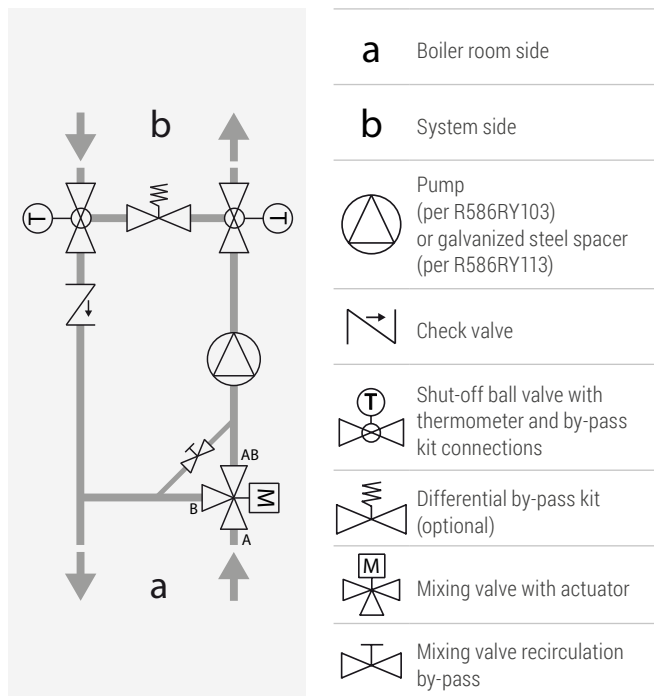 b
T
T
AB
M
B
A
a
a Boiler room side
b System side
Pump
(per R586RY103)
or galvanized steel spacer
(per R586RY113)
Check valve
T
Shut-off ball valve with
thermometer and by-pass
kit connections
Differential by-pass kit
(optional)
M
Mixing valve with actuator
Mixing valve recirculation
by-pass